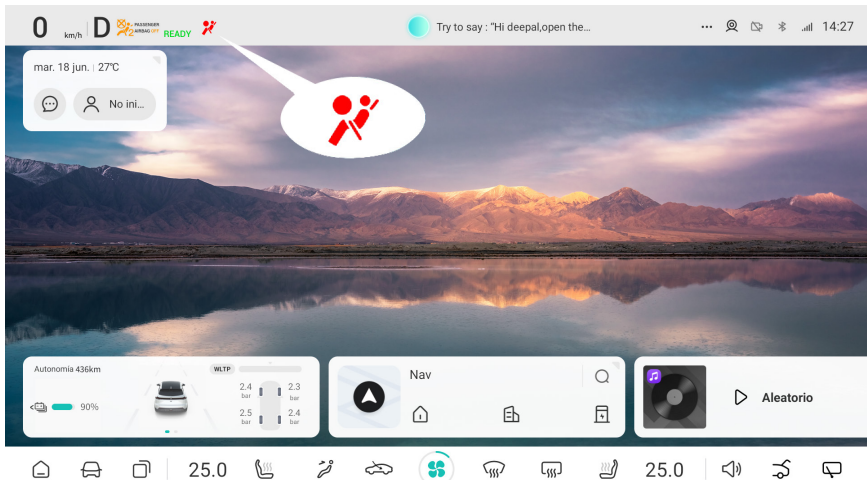 0 km/h D 2 PASSENGER AIRBAG OFF READY
Try to say : "Hi deepal,open the...
... 14:27
mar. 18 jun. 27℃
No ini...
Autonomía 436km
WLTP
90%
2.4 bar 2.3 bar
2.5 bar 2.4 bar
Nav
Aleatorio
25.0
25.0